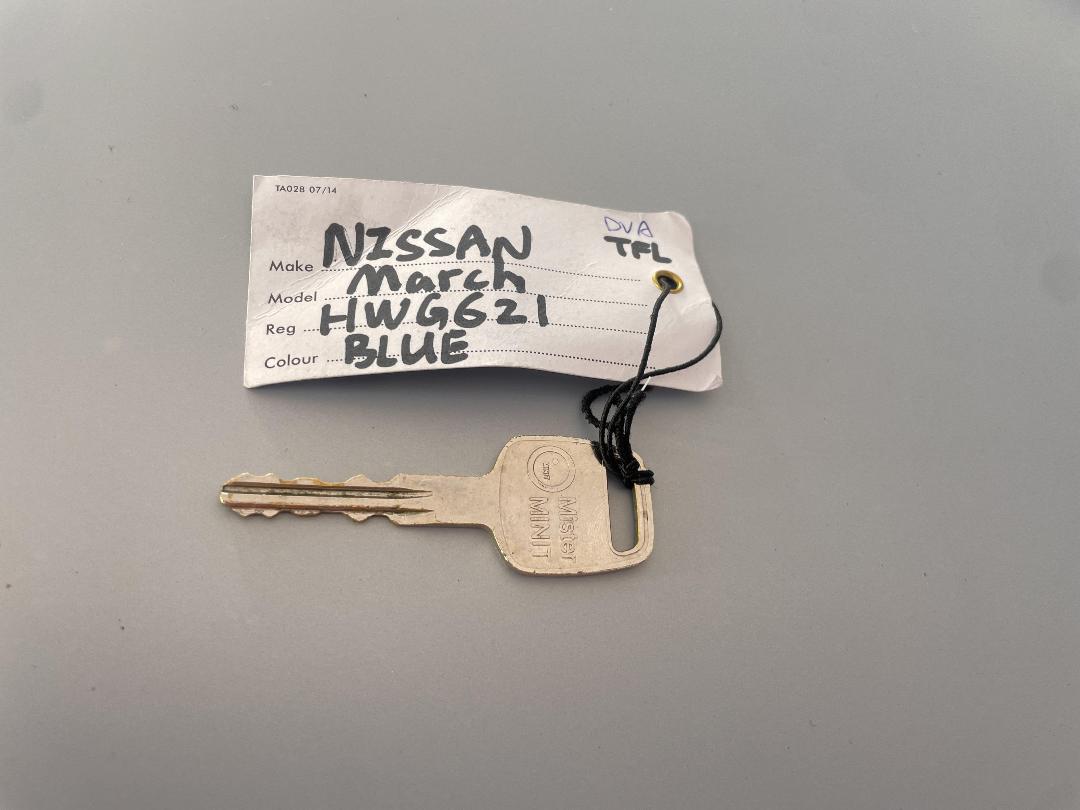 TA028 07/14
DVA
TFL
Make NISSAN
Model March
Reg HWG621
Colour BLUE
Mister
MINIT